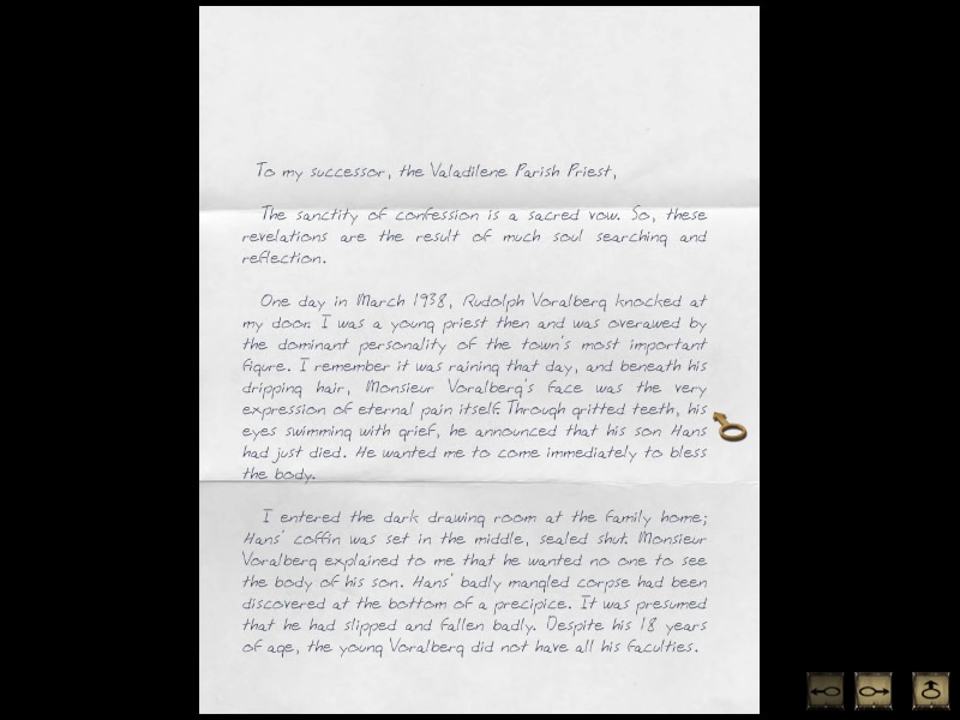 To my successor, the Valadilene Parish Priest,
The sanctity of confession is a sacred vow. So, these
revelations are the result of much soul searching and
reflection.
One day in March 1938, Rudolph Voralberg knocked at
my door. I was a young priest then and was overawed by
the dominant personality of the town's most important
figure. I remember it was raining that day, and beneath his
dripping hair, Monsieur Voralberg's face was the very
expression of eternal pain itself. Through gritted teeth, his
eyes swimming with grief, he announced that his son Hans
had just died. He wanted me to come immediately to bless
the body.
I entered the dark drawing room at the family home;
Hans' coffin was set in the middle, sealed shut. Monsieur
Voralberg explained to me that he wanted no one to see
the body of his son. Hans' badly mangled corpse had been
discovered at the bottom of a precipice. It was presumed
that he had slipped and fallen badly. Despite his 18 years
of age, the young Voralberg did not have all his faculties.